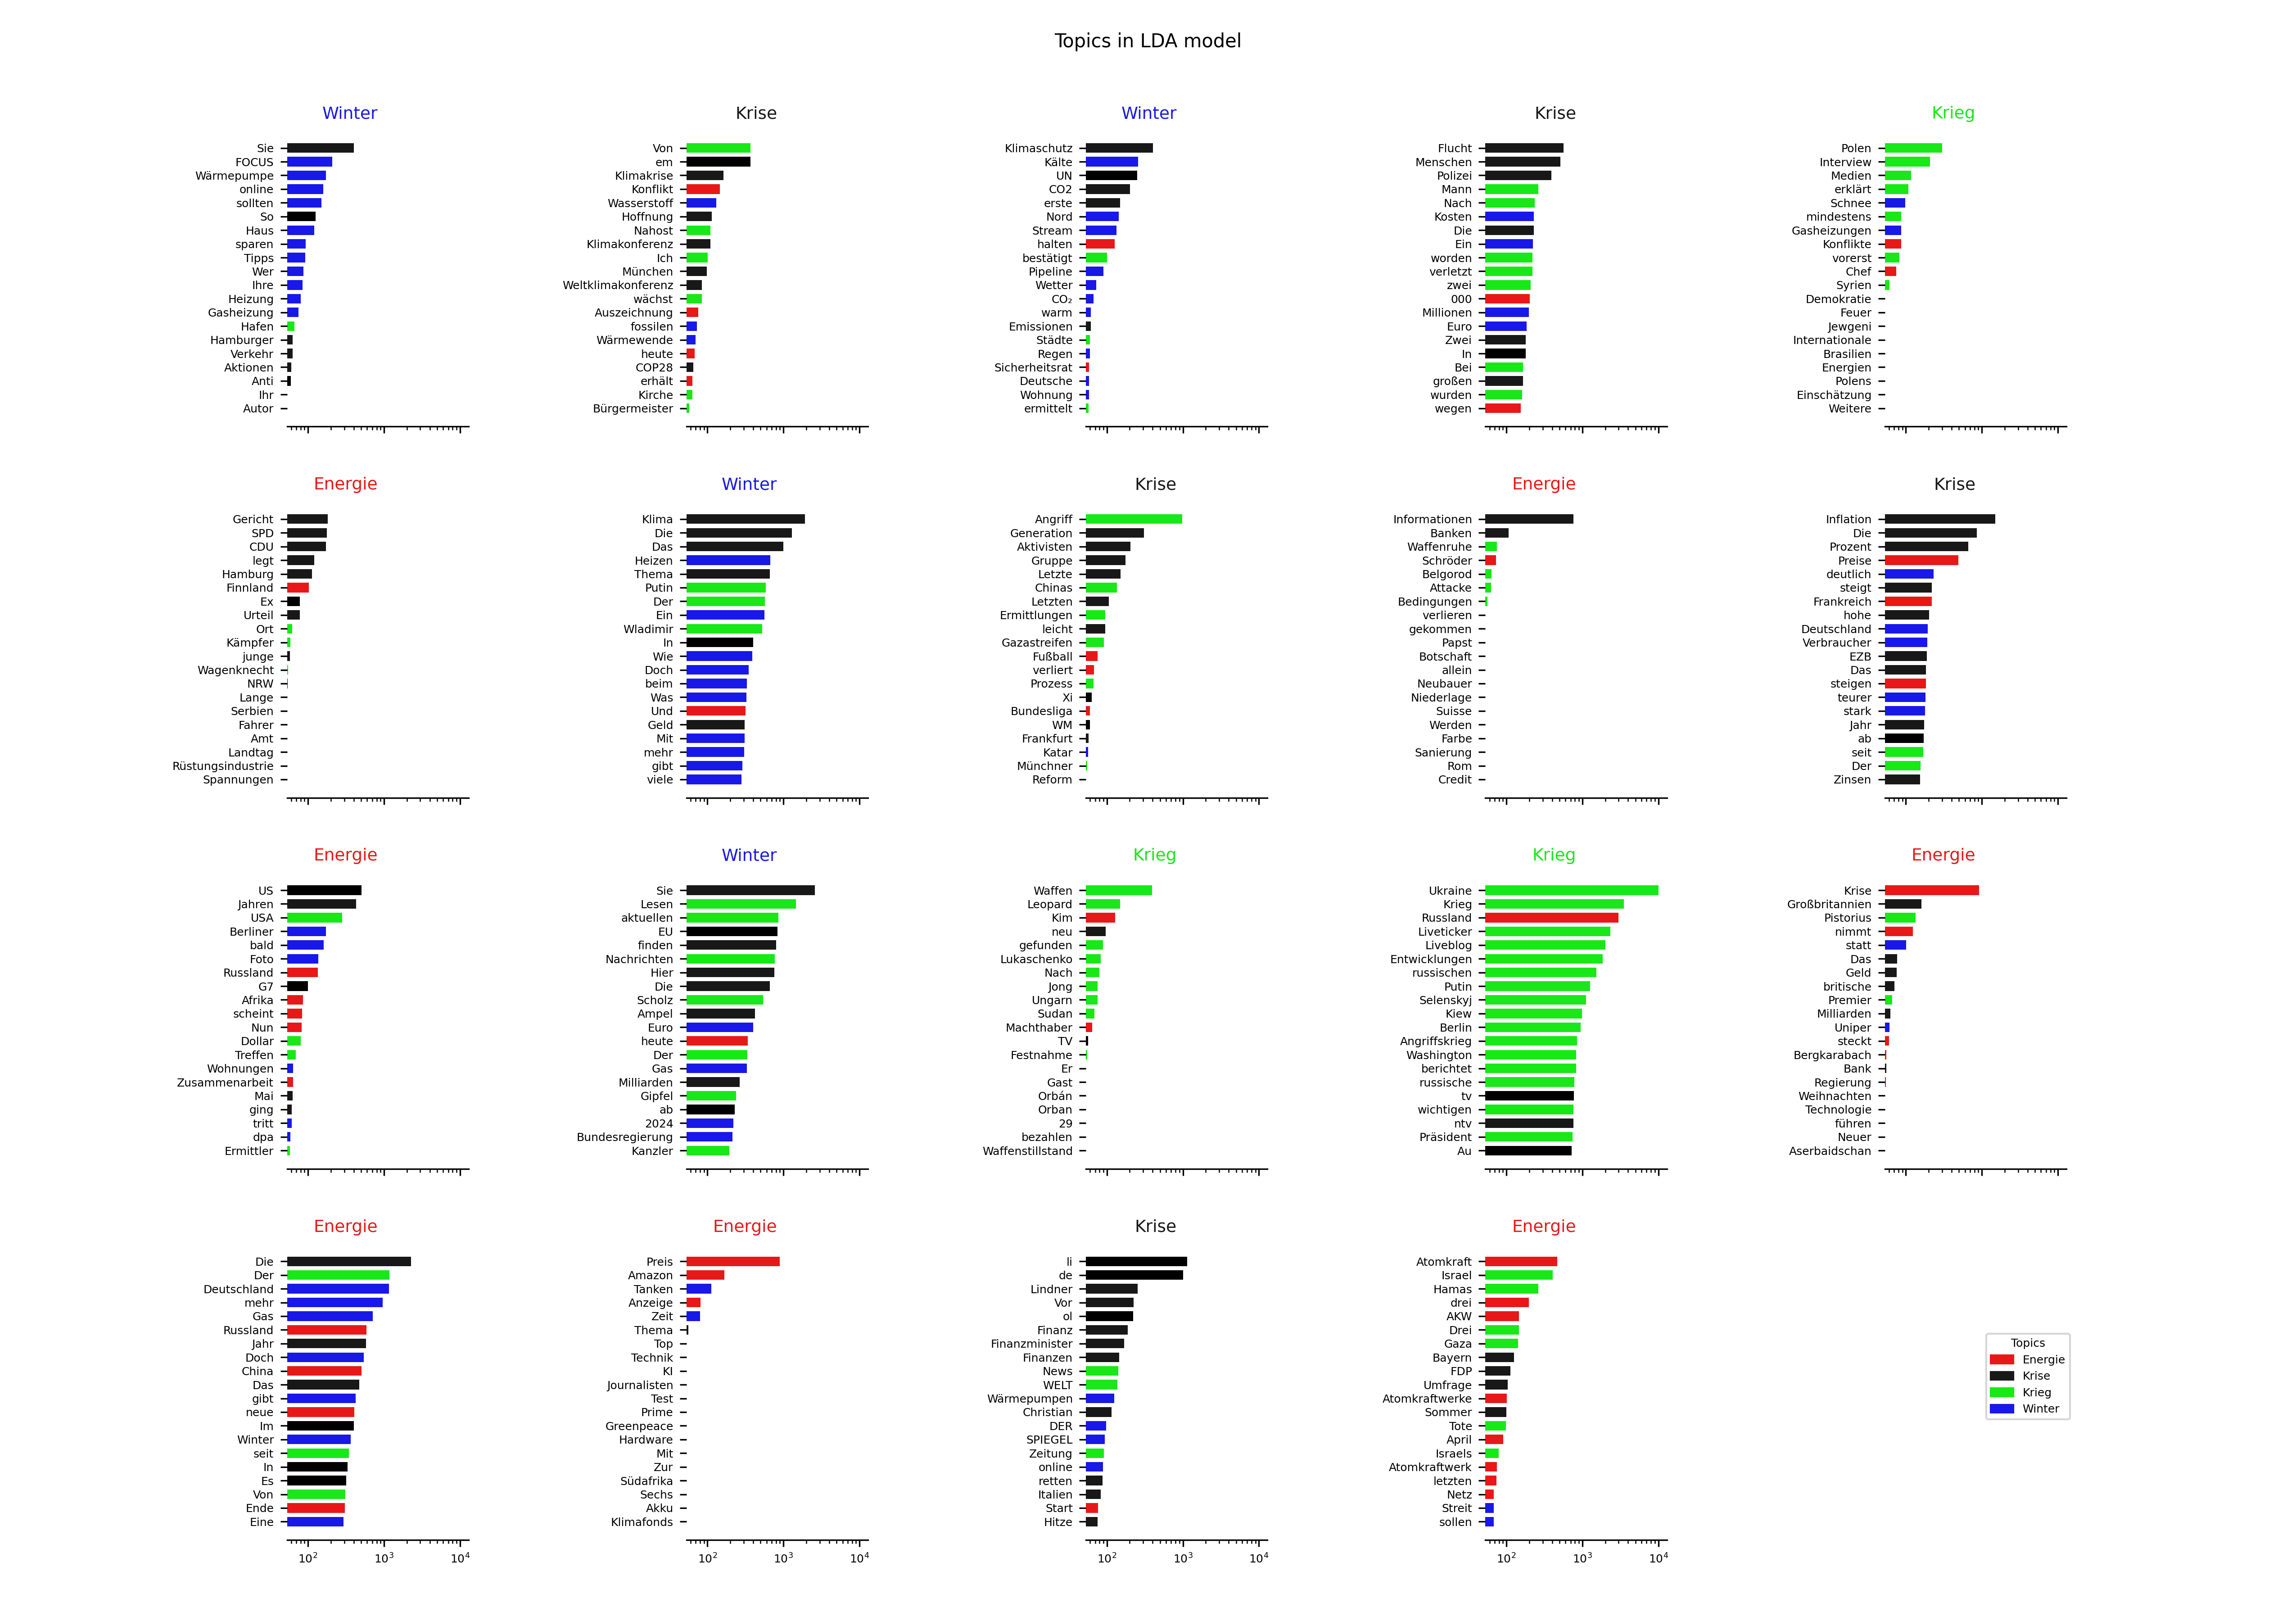 Topics in LDA model
Winter
Sie
FOCUS
Wärmepumpe
online
sollten
So
Haus
sparen
Tipps
Wer
Ihre
Heizung
Gasheizung
Hafen
Hamburger
Verkehr
Aktionen
Anti
Ihr
Autor
Krise
Von
em
Klimakrise
Konflikt
Wasserstoff
Hoffnung
Nahost
Klimakonferenz
Ich
München
Weltklimakonferenz
wächst
Auszeichnung
fossilen
Wärmewende
heute
COP28
erhält
Kirche
Bürgermeister
Winter
Klimaschutz
Kälte
UN
CO2
erste
Nord
Stream
halten
bestätigt
Pipeline
Wetter
CO₂
warm
Emissionen
Städte
Regen
Sicherheitsrat
Deutsche
Wohnung
ermittelt
Krise
Flucht
Menschen
Polizei
Mann
Nach
Kosten
Die
Ein
worden
verletzt
zwei
000
Millionen
Euro
Zwei
In
Bei
großen
wurden
wegen
Krieg
Polen
Interview
Medien
erklärt
Schnee
mindestens
Gasheizungen
Konflikte
vorerst
Chef
Syrien
Demokratie
Feuer
Jewgeni
Internationale
Brasilien
Energien
Polens
Einschätzung
Weitere
Energie
Gericht
SPD
CDU
legt
Hamburg
Finnland
Ex
Urteil
Ort
Kämpfer
junge
Wagenknecht
NRW
Lange
Serbien
Fahrer
Amt
Landtag
Rüstungsindustrie
Spannungen
Winter
Klima
Die
Das
Heizen
Thema
Putin
Der
Ein
Wladimir
In
Wie
Doch
beim
Was
Und
Geld
Mit
mehr
gibt
viele
Krise
Angriff
Generation
Aktivisten
Gruppe
Letzte
Chinas
Letzten
Ermittlungen
leicht
Gazastreifen
Fußball
verliert
Prozess
Xi
Bundesliga
WM
Frankfurt
Katar
Münchner
Reform
Energie
Informationen
Banken
Waffenruhe
Schröder
Belgorod
Attacke
Bedingungen
verlieren
gekommen
Papst
Botschaft
allein
Neubauer
Niederlage
Suisse
Werden
Farbe
Sanierung
Rom
Credit
Krise
Inflation
Die
Prozent
Preise
deutlich
steigt
Frankreich
hohe
Deutschland
Verbraucher
EZB
Das
steigen
teurer
stark
Jahr
ab
seit
Der
Zinsen
Energie
US
Jahren
USA
Berliner
bald
Foto
Russland
G7
Afrika
scheint
Nun
Dollar
Treffen
Wohnungen
Zusammenarbeit
Mai
ging
tritt
dpa
Ermittler
Winter
Sie
Lesen
aktuellen
EU
finden
Nachrichten
Hier
Die
Scholz
Ampel
Euro
heute
Der
Gas
Milliarden
Gipfel
ab
2024
Bundesregierung
Kanzler
Krieg
Waffen
Leopard
Kim
neu
gefunden
Lukaschenko
Nach
Jong
Ungarn
Sudan
Machthaber
TV
Festnahme
Er
Gast
Orbán
Orban
29
bezahlen
Waffenstillstand
Krieg
Ukraine
Krieg
Russland
Liveticker
Liveblog
Entwicklungen
russischen
Putin
Selenskyj
Kiew
Berlin
Angriffskrieg
Washington
berichtet
russische
tv
wichtigen
ntv
Präsident
Au
Energie
Krise
Großbritannien
Pistorius
nimmt
statt
Das
Geld
britische
Premier
Milliarden
Uniper
steckt
Bergkarabach
Bank
Regierung
Weihnachten
Technologie
führen
Neuer
Aserbaidschan
Energie
Die
Der
Deutschland
mehr
Gas
Russland
Jahr
Doch
China
Das
gibt
neue
Im
Winter
seit
In
Es
Von
Ende
Eine
10² 10³ 10⁴
Energie
Preis
Amazon
Tanken
Anzeige
Zeit
Thema
Top
Technik
KI
Journalisten
Test
Prime
Greenpeace
Hardware
Mit
Zur
Südafrika
Sechs
Akku
Klimafonds
10² 10³ 10⁴
Krise
li
de
Lindner
Vor
ol
Finanz
Finanzminister
Finanzen
News
WELT
Wärmepumpen
Christian
DER
SPIEGEL
Zeitung
online
retten
Italien
Start
Hitze
10² 10³ 10⁴
Energie
Atomkraft
Israel
Hamas
drei
AKW
Drei
Gaza
Bayern
FDP
Umfrage
Atomkraftwerke
Sommer
Tote
April
Israels
Atomkraftwerk
letzten
Netz
Streit
sollen
10² 10³ 10⁴
Topics
Energie
Krise
Krieg
Winter